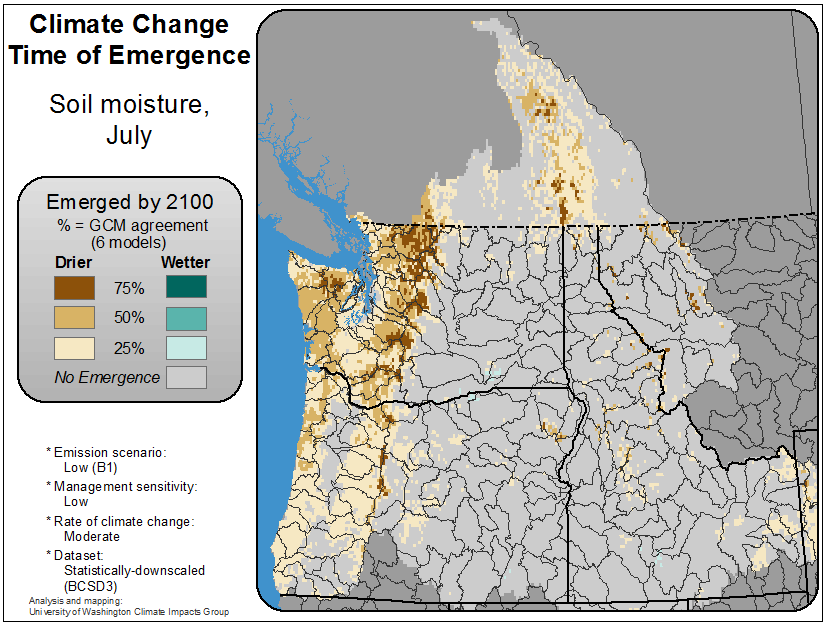 Climate Change
Time of Emergence
Soil moisture,
July
Emerged by 2100
% = GCM agreement
(6 models)
Drier Wetter
75%
50%
25%
No Emergence
* Emission scenario:
Low (B1)
* Management sensitivity:
Low
* Rate of climate change:
Moderate
* Dataset:
Statistically-downscaled
(BCSD3)
Analysis and mapping:
University of Washington Climate Impacts Group